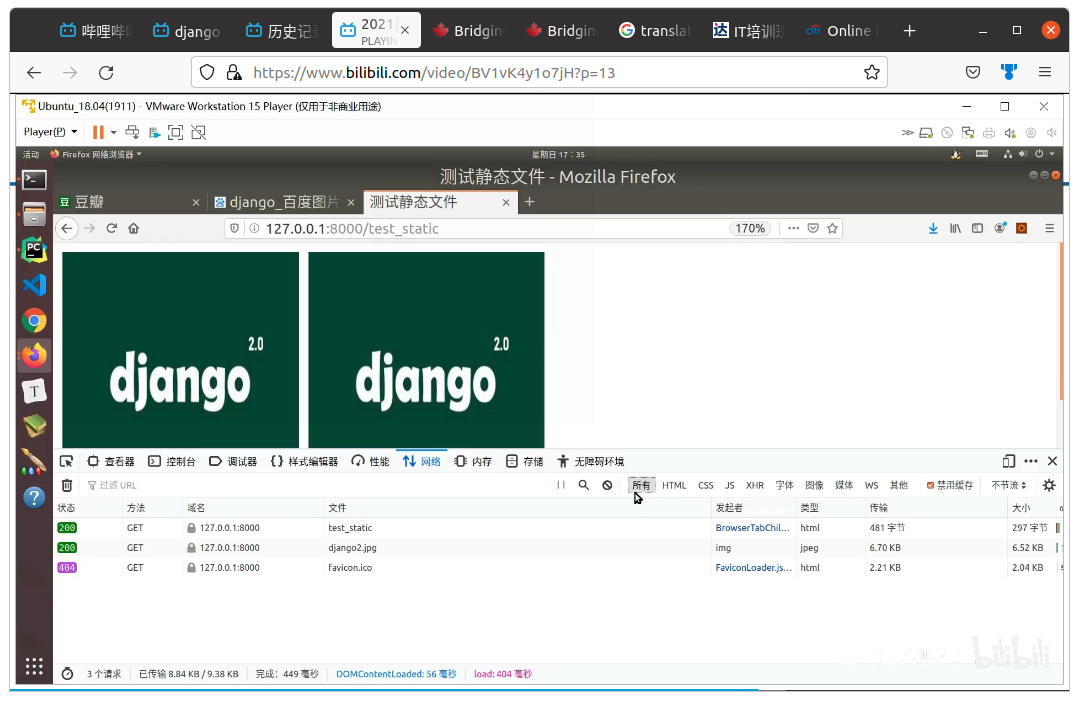 哔哩哔 django 历史记 2021 PLAYIN Bridgin Bridgin translat IT培训 citi Online
https://www.bilibili.com/video/BV1vK4y1o7jH?p=13
Ubuntu_18.04(1911) - VMware Workstation 15 Player (仅用于非商业用途)
Player(P)
活动 Firefox 网络浏览器 星期日 17：35
测试静态文件 - Mozilla Firefox
豆 豆瓣 django_百度图片 测试静态文件
127.0.0.1:8000/test_static 170%
django 2.0 django 2.0
查看器 控制台 调试器 样式编辑器 性能 网络 内存 存储 无障碍环境
过滤 URL 所有 HTML CSS JS XHR 字体 图像 媒体 WS 其他 禁用缓存 不节流
状态 方法 域名 文件 发起者 类型 传输 大小
200 GET 127.0.0.1:8000 test_static BrowserTabChil... html 481 字节 297 字节
200 GET 127.0.0.1:8000 django2.jpg img jpeg 6.70 KB 6.52 KB
404 GET 127.0.0.1:8000 favicon.ico FaviconLoader.js... html 2.21 KB 2.04 KB
3 个请求 已传输 8.84 KB / 9.38 KB 完成：449 毫秒 DOMContentLoaded: 56 毫秒 load: 404 毫秒
bilibili